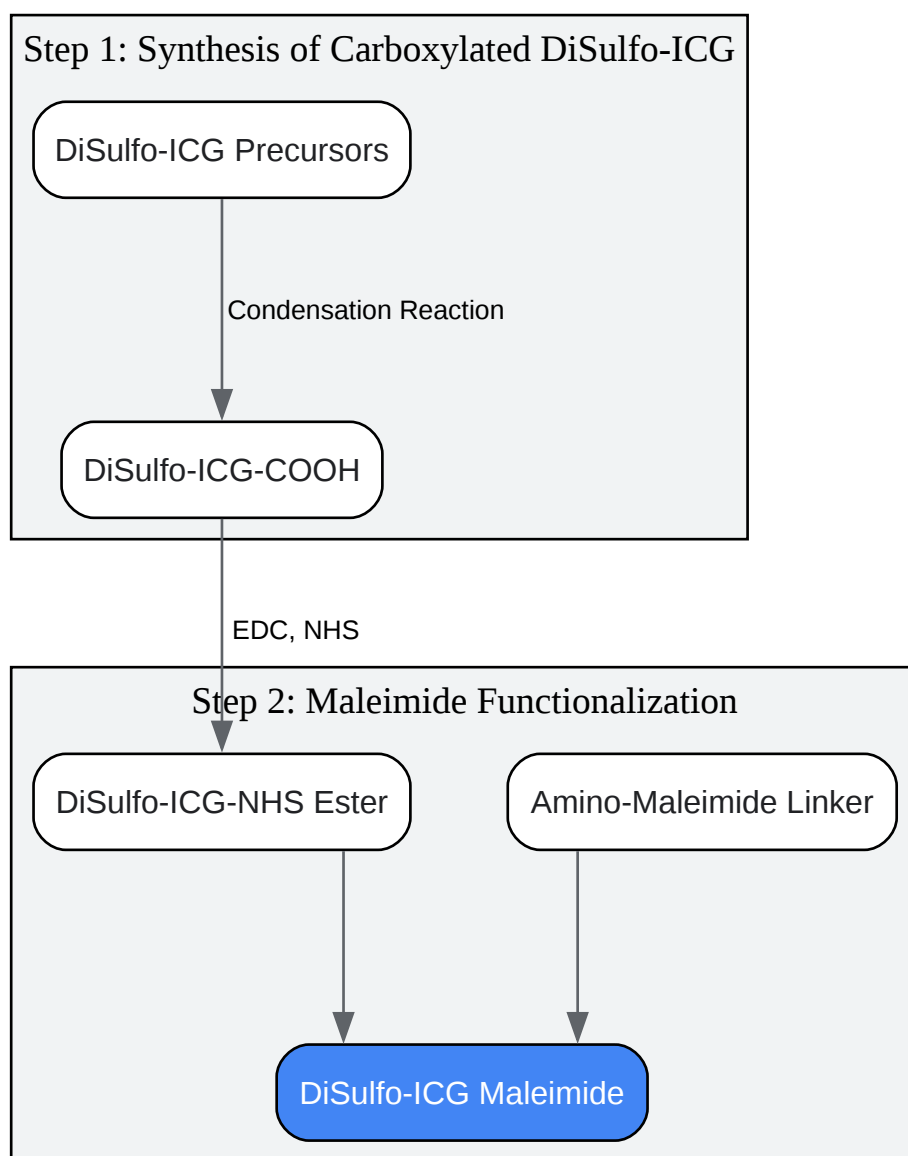 Step 1: Synthesis of Carboxylated DiSulfo-ICG
DiSulfo-ICG Precursors
Condensation Reaction
DiSulfo-ICG-COOH
EDC, NHS
Step 2: Maleimide Functionalization
DiSulfo-ICG-NHS Ester
Amino-Maleimide Linker
DiSulfo-ICG Maleimide